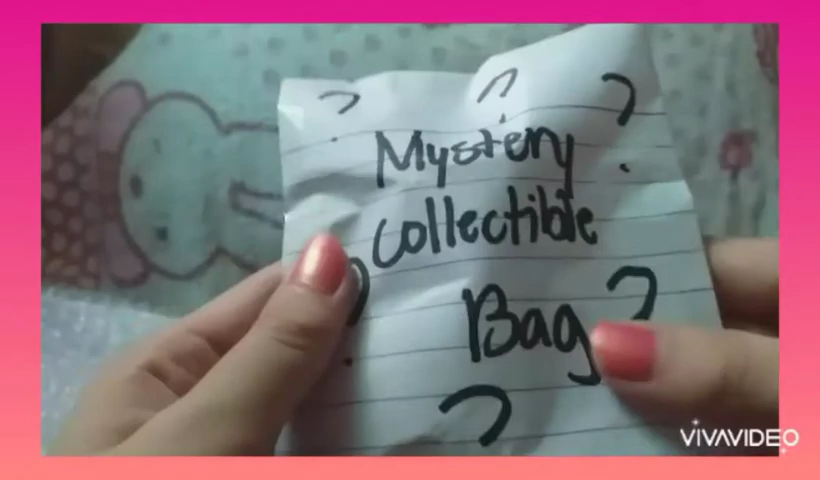 ? ? ?
Mystery
collectible
Bag ?
?
VIVAVIDEO